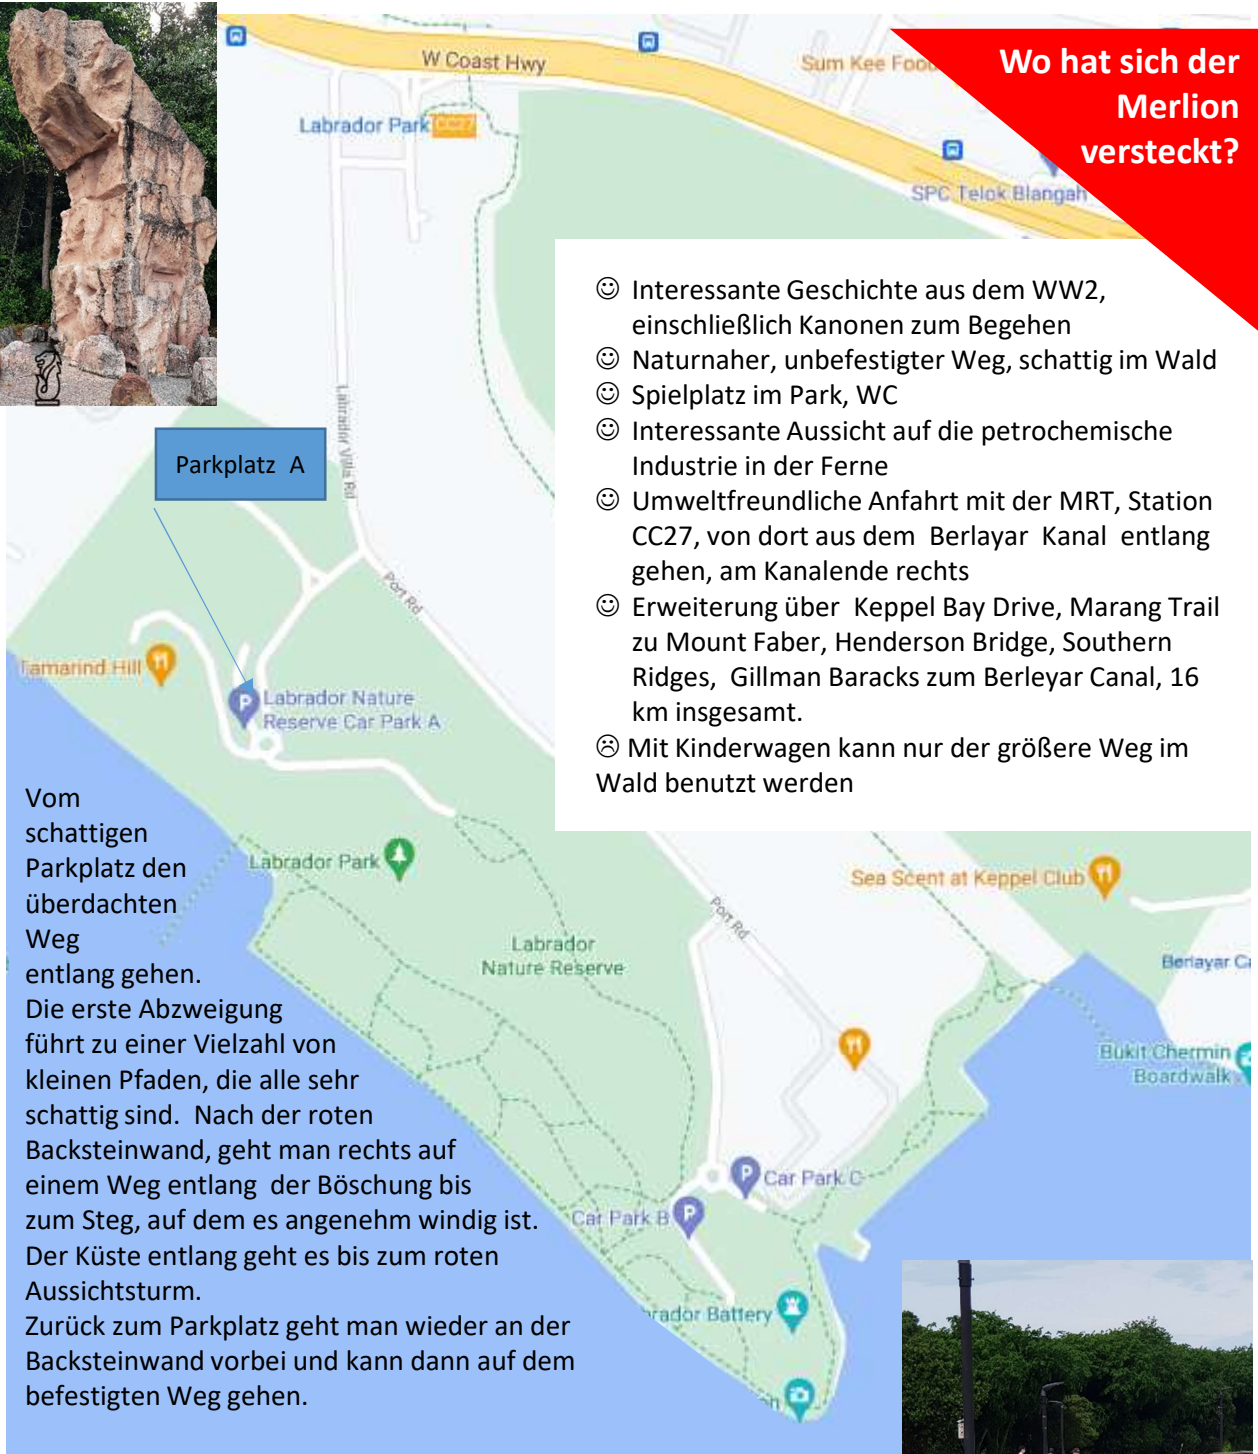 W Coast Hwy
Sum Kee Foo
Wo hat sich der
Merlion
versteckt?
Labrador Park CC27
SPC Telok Blangah
☺ Interessante Geschichte aus dem WW2,
einschließlich Kanonen zum Begehen
☺ Naturnaher, unbefestigter Weg, schattig im Wald
☺ Spielplatz im Park, WC
☺ Interessante Aussicht auf die petrochemische
Industrie in der Ferne
☺ Umweltfreundliche Anfahrt mit der MRT, Station
CC27, von dort aus dem Berlayar Kanal entlang
gehen, am Kanalende rechts
☺ Erweiterung über Keppel Bay Drive, Marang Trail
zu Mount Faber, Henderson Bridge, Southern
Ridges, Gillman Baracks zum Berleyar Canal, 16
km insgesamt.
☹ Mit Kinderwagen kann nur der größere Weg im
Wald benutzt werden
Labrador Villa Rd
Parkplatz A
Port Rd
Tamarind Hill
P
Labrador Nature
Reserve Car Park A
Vom
schattigen
Parkplatz den
überdachten
Weg
entlang gehen.
Die erste Abzweigung
führt zu einer Vielzahl von
kleinen Pfaden, die alle sehr
schattig sind. Nach der roten
Backsteinwand, geht man rechts auf
einem Weg entlang der Böschung bis
zum Steg, auf dem es angenehm windig ist.
Der Küste entlang geht es bis zum roten
Aussichtsturm.
Zurück zum Parkplatz geht man wieder an der
Backsteinwand vorbei und kann dann auf dem
befestigten Weg gehen.
Labrador Park
Sea Scent at Keppel Club
Port Rd
Labrador
Nature Reserve
Berlayar Ca
Bukit Chermin
Boardwalk
P Car Park C
Car Park B P
rador Battery